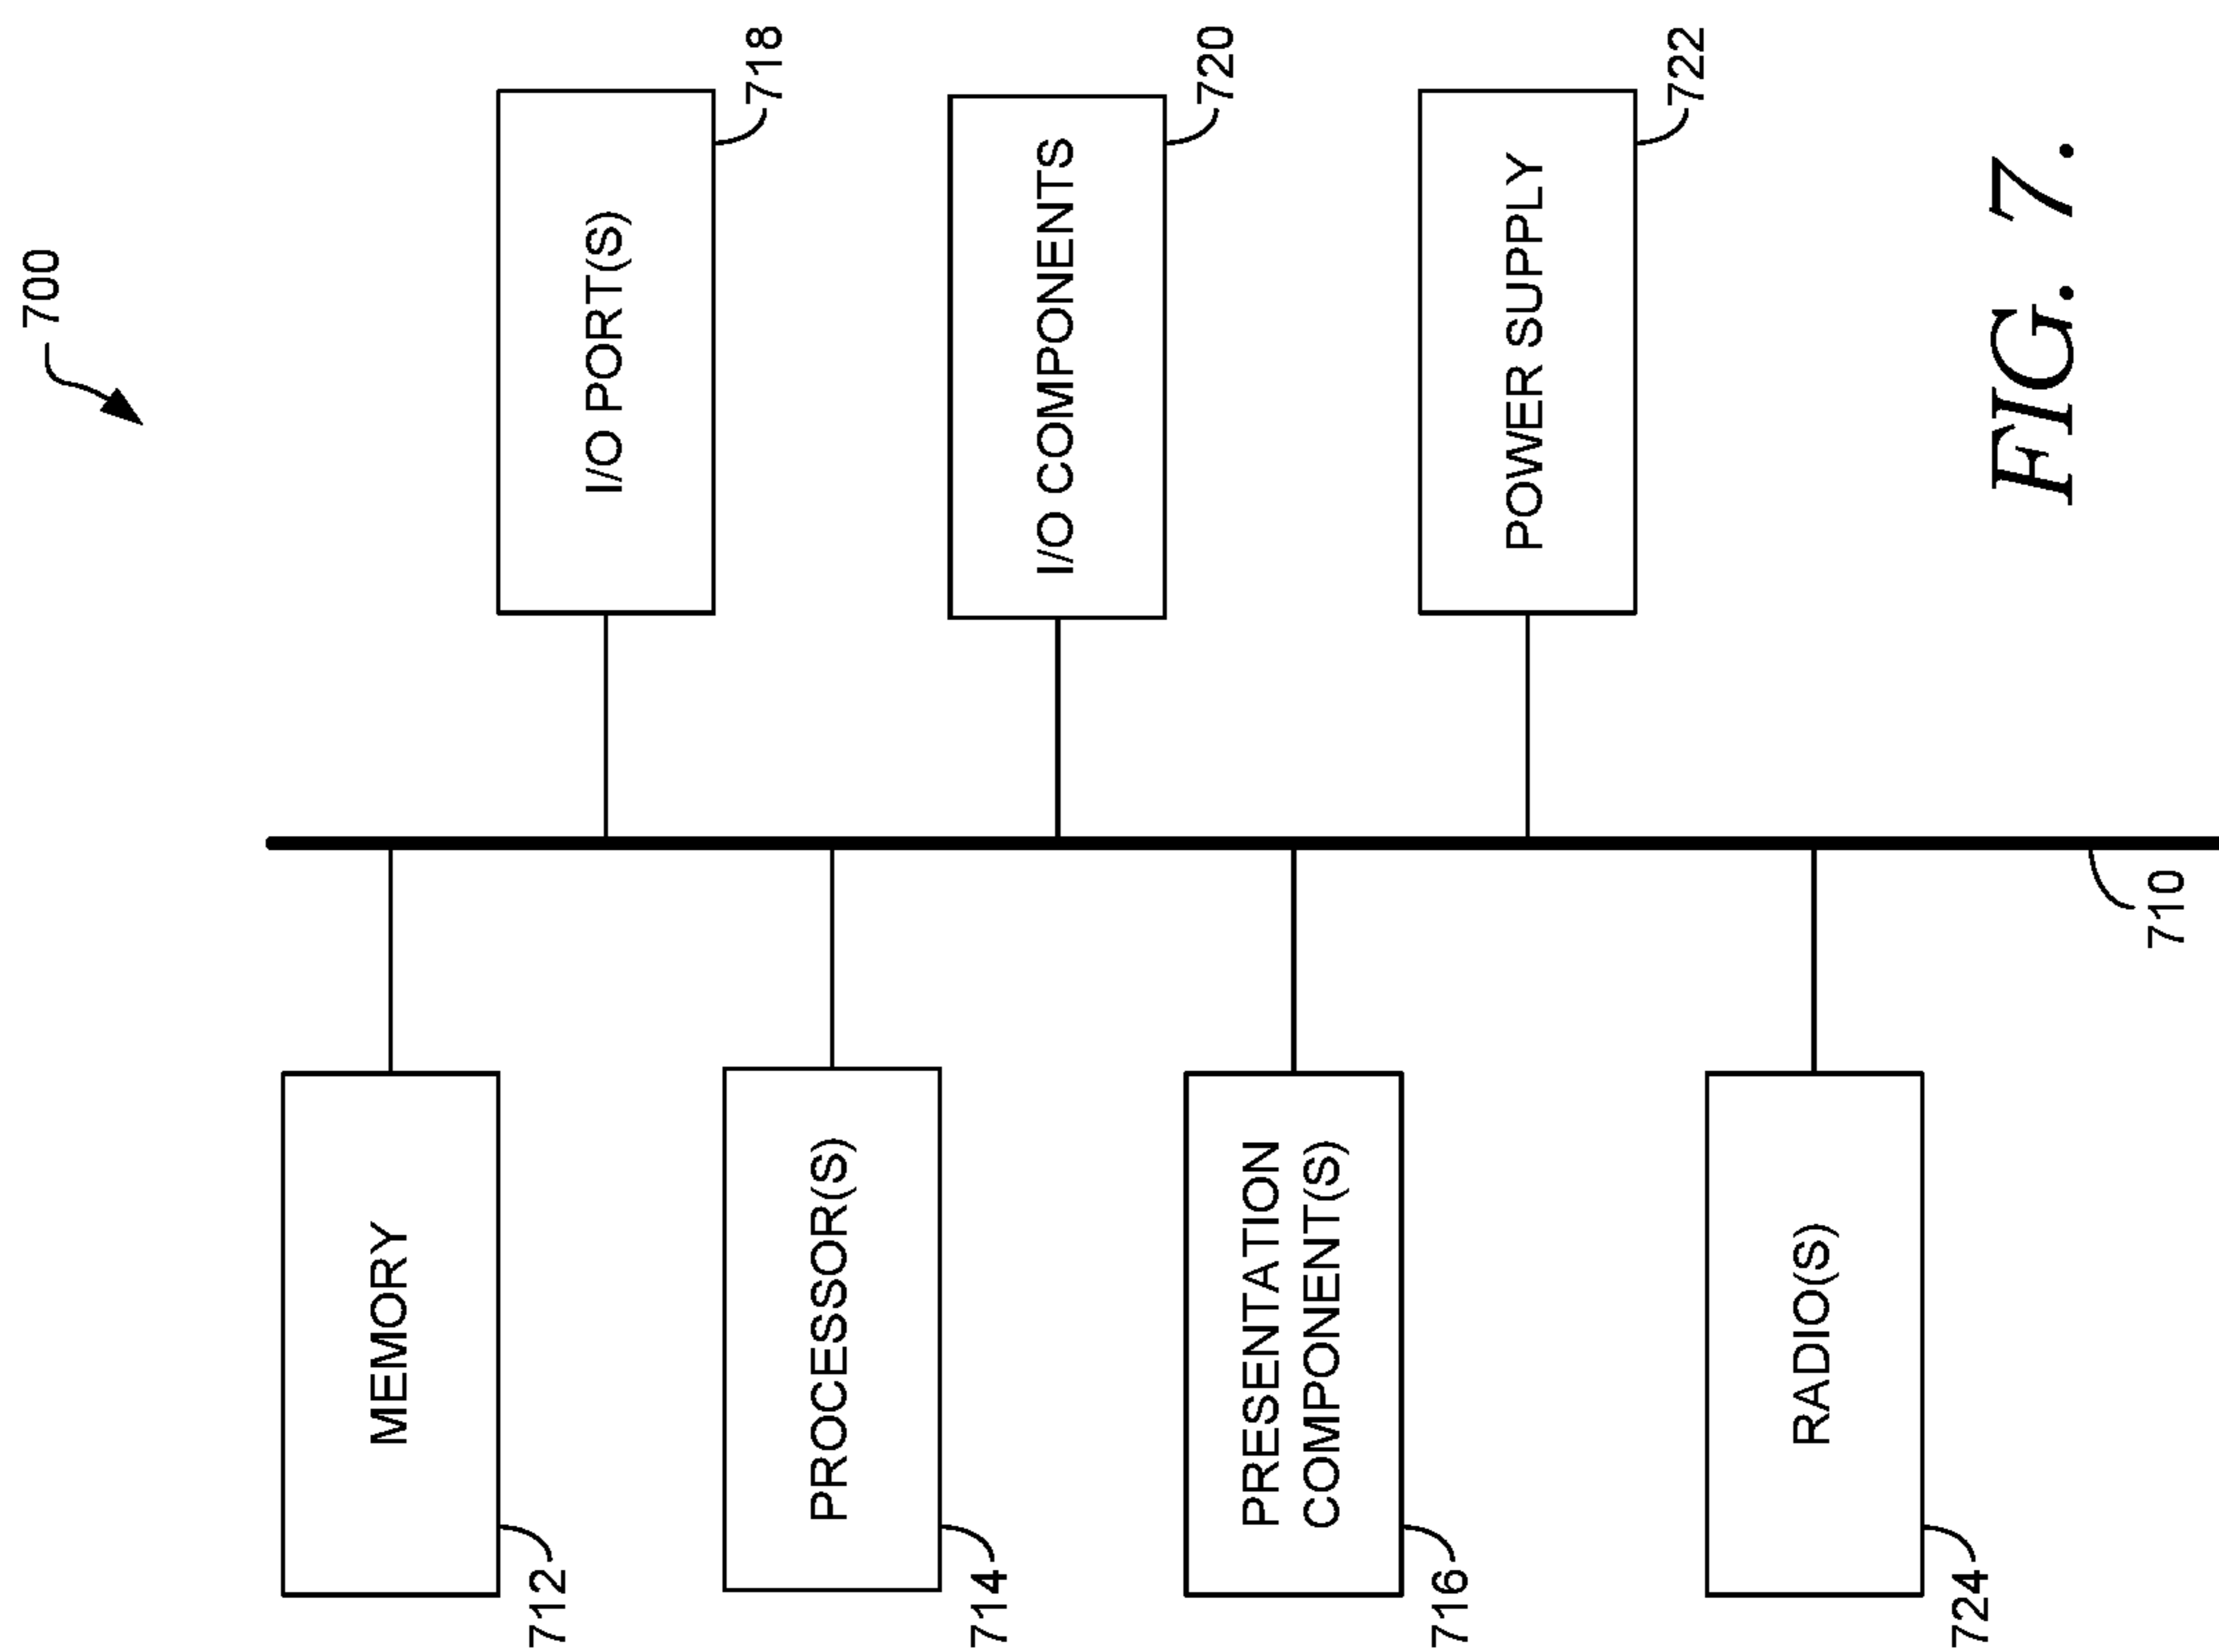 700
MEMORY
712
PROCESSOR(S)
714
PRESENTATION
COMPONENT(S)
716
RADIO(S)
724
I/O PORT(S)
718
I/O COMPONENTS
720
POWER SUPPLY
722
710
FIG. 7.